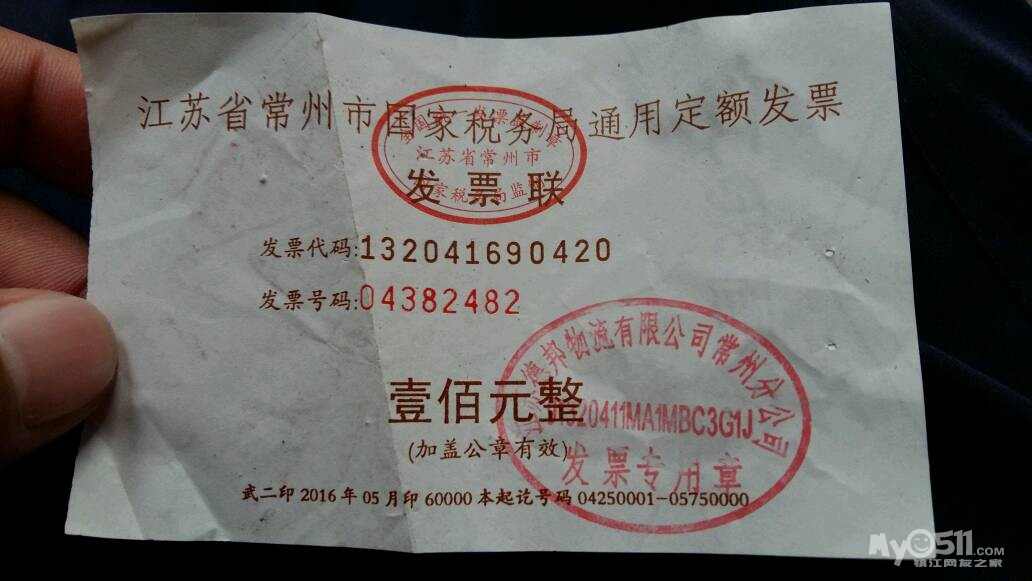 江苏省常州市国家税务局通用定额发票
江苏省常州市
发票联
发票代码:132041690420
发票号码:04382482
德邦物流有限公司常州分公司
壹佰元整
320411MA1MBC3G1J
(加盖公章有效)
发票专用章
武二印 2016 年 05 月印 60000 本起讫号码 04250001-05750000
My0511.COM
镇江网友之家